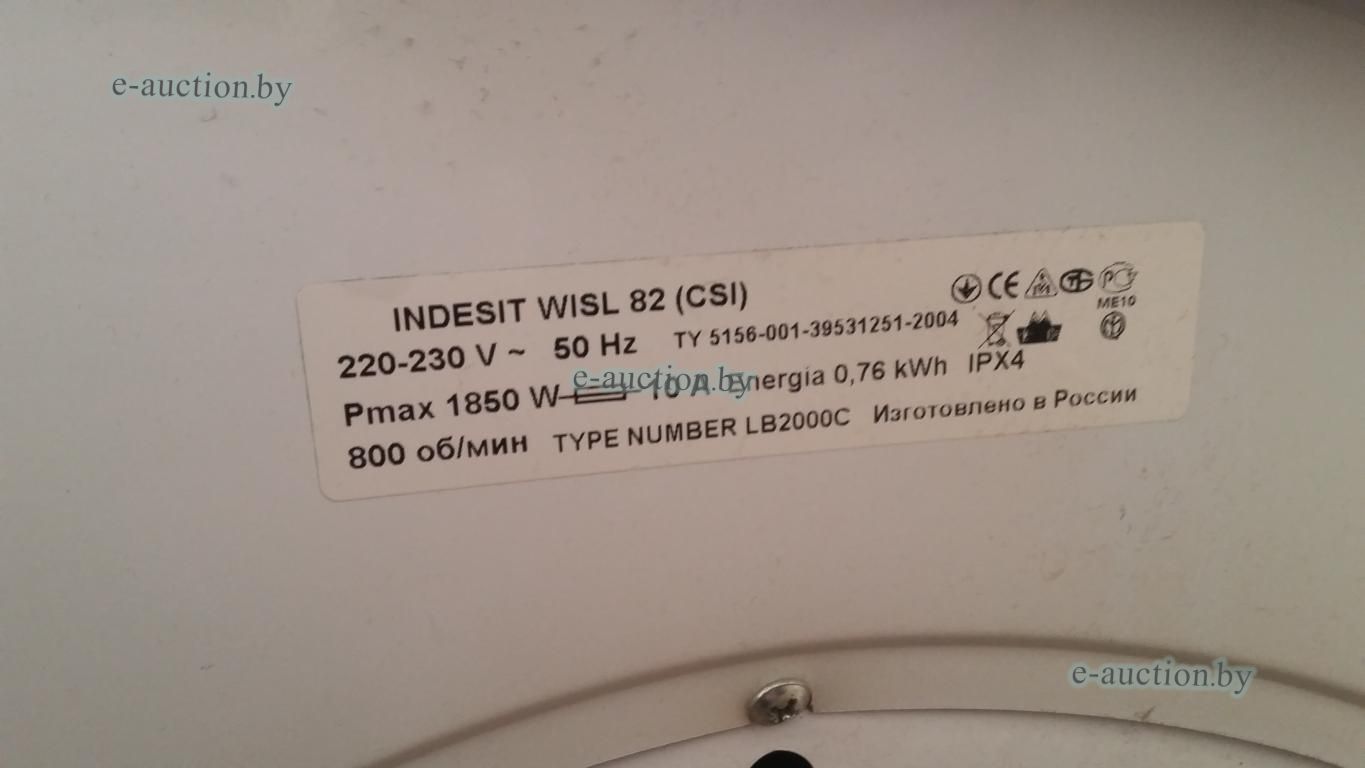 e-auction.by
INDESIT WISL 82 (CSI)
220-230 V ~ 50 Hz ТУ 5156-001-39531251-2004
ME10
Pmax 1850 W 10 A Energia 0,76 kWh IPX4
e-auction.by
800 об/мин TYPE NUMBER LB2000C Изготовлено в России
e-auction.by